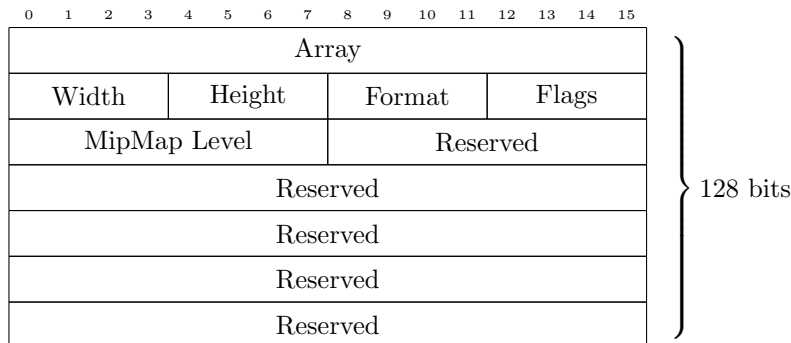 0 1 2 3 4 5 6 7 8 9 10 11 12 13 14 15
Array
Width Height Format Flags
MipMap Level Reserved
Reserved
128 bits
Reserved
Reserved
Reserved